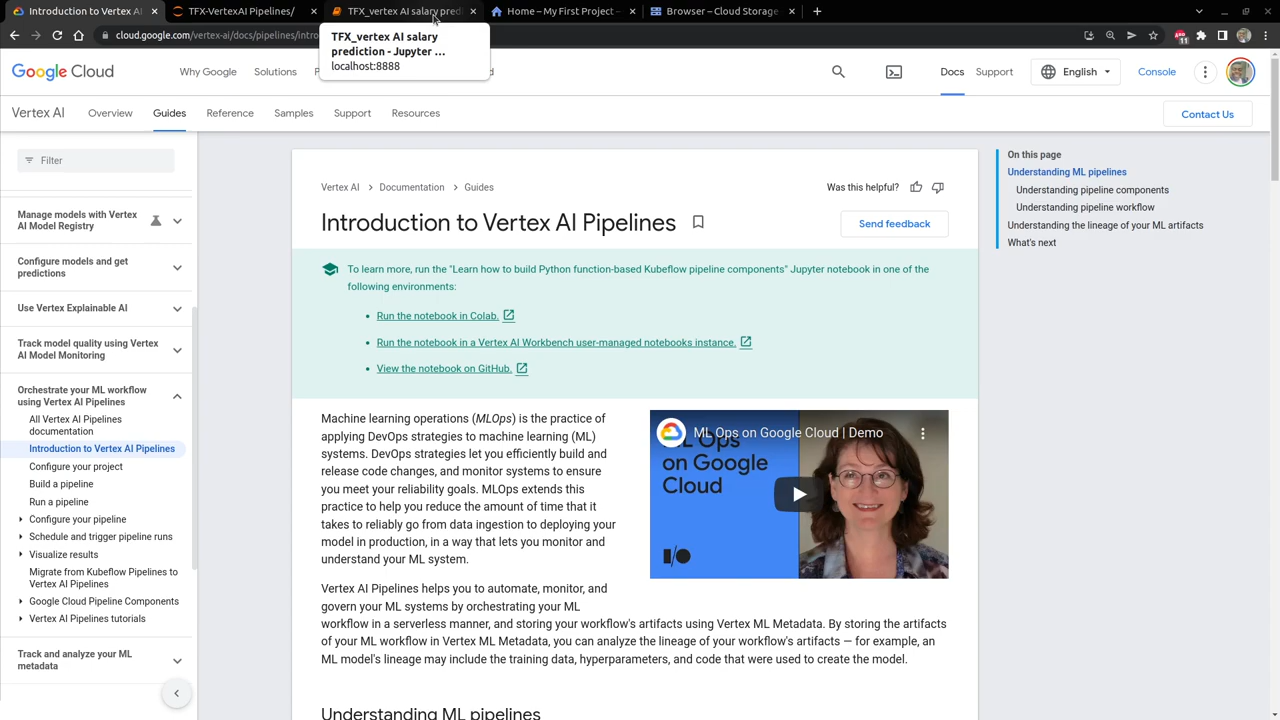 Introduction to Vertex AI
TFX-VertexAI Pipelines/
TFX_vertex AI salary pred
Home – My First Project –
Browser – Cloud Storage
cloud.google.com/vertex-ai/docs/pipelines/intro
11
TFX_vertex AI salary
prediction - Jupyter ...
localhost:8888
Google Cloud
Why Google
Solutions
Docs
Support
English
Console
Vertex AI
Overview
Guides
Reference
Samples
Support
Resources
Contact Us
Filter
Manage models with Vertex
AI Model Registry
Configure models and get
predictions
Use Vertex Explainable AI
Track model quality using Vertex
AI Model Monitoring
Orchestrate your ML workflow
using Vertex AI Pipelines
All Vertex AI Pipelines
documentation
Introduction to Vertex AI Pipelines
Configure your project
Build a pipeline
Run a pipeline
Configure your pipeline
Schedule and trigger pipeline runs
Visualize results
Migrate from Kubeflow Pipelines to
Vertex AI Pipelines
Google Cloud Pipeline Components
Vertex AI Pipelines tutorials
Track and analyze your ML
metadata
Vertex AI > Documentation > Guides
Was this helpful?
Introduction to Vertex AI Pipelines
Send feedback
To learn more, run the "Learn how to build Python function-based Kubeflow pipeline components" Jupyter notebook in one of the
following environments:
• Run the notebook in Colab.
• Run the notebook in a Vertex AI Workbench user-managed notebooks instance.
• View the notebook on GitHub.
Machine learning operations (MLOps) is the practice of
applying DevOps strategies to machine learning (ML)
systems. DevOps strategies let you efficiently build and
release code changes, and monitor systems to ensure
you meet your reliability goals. MLOps extends this
practice to help you reduce the amount of time that it
takes to reliably go from data ingestion to deploying your
model in production, in a way that lets you monitor and
understand your ML system.
ML Ops on Google Cloud | Demo
ML Ops
on Google
Cloud
I/O
Vertex AI Pipelines helps you to automate, monitor, and
govern your ML systems by orchestrating your ML
workflow in a serverless manner, and storing your workflow's artifacts using Vertex ML Metadata. By storing the artifacts
of your ML workflow in Vertex ML Metadata, you can analyze the lineage of your workflow's artifacts — for example, an
ML model's lineage may include the training data, hyperparameters, and code that were used to create the model.
Understanding ML pipelines
On this page
Understanding ML pipelines
Understanding pipeline components
Understanding pipeline workflow
Understanding the lineage of your ML artifacts
What's next